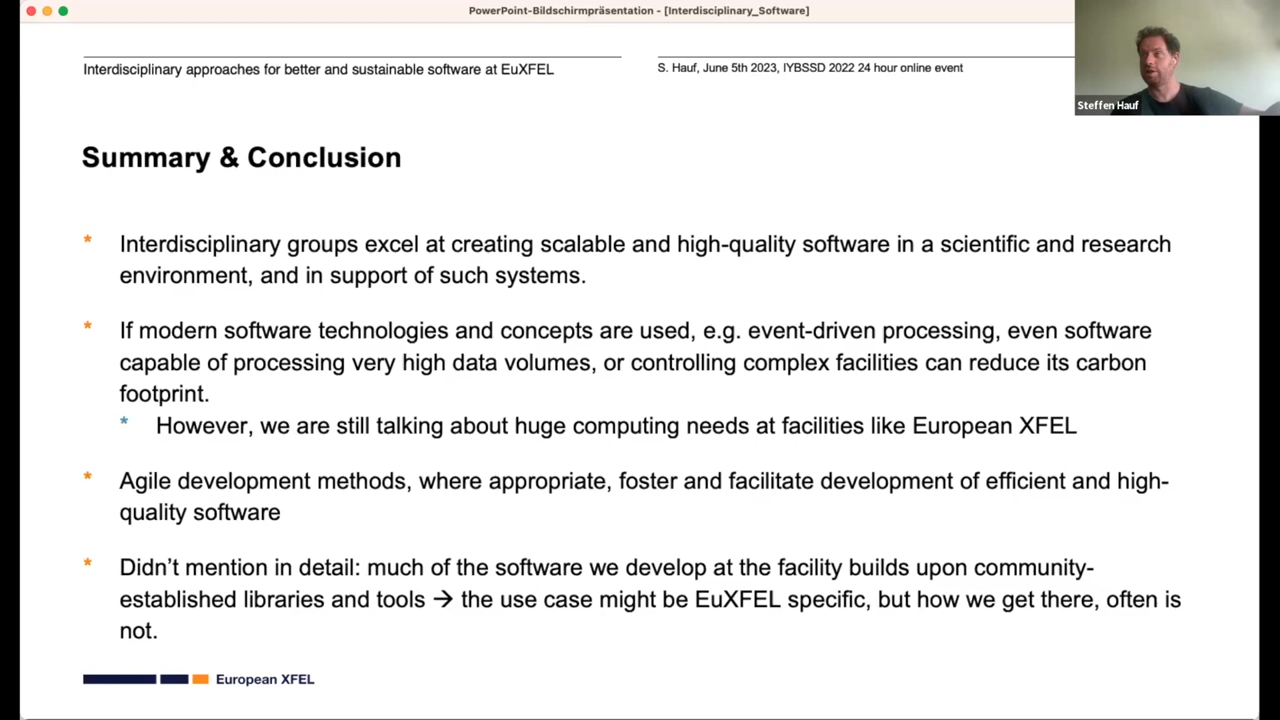 PowerPoint-Bildschirmpräsentation - [Interdisciplinary_Software]
Interdisciplinary approaches for better and sustainable software at EuXFEL
S. Hauf, June 5th 2023, IYBSSD 2022 24 hour online event
Steffen Hauf
Summary & Conclusion
* Interdisciplinary groups excel at creating scalable and high-quality software in a scientific and research
environment, and in support of such systems.
* If modern software technologies and concepts are used, e.g. event-driven processing, even software
capable of processing very high data volumes, or controlling complex facilities can reduce its carbon
footprint.
* However, we are still talking about huge computing needs at facilities like European XFEL
* Agile development methods, where appropriate, foster and facilitate development of efficient and high-
quality software
* Didn’t mention in detail: much of the software we develop at the facility builds upon community-
established libraries and tools → the use case might be EuXFEL specific, but how we get there, often is
not.
European XFEL